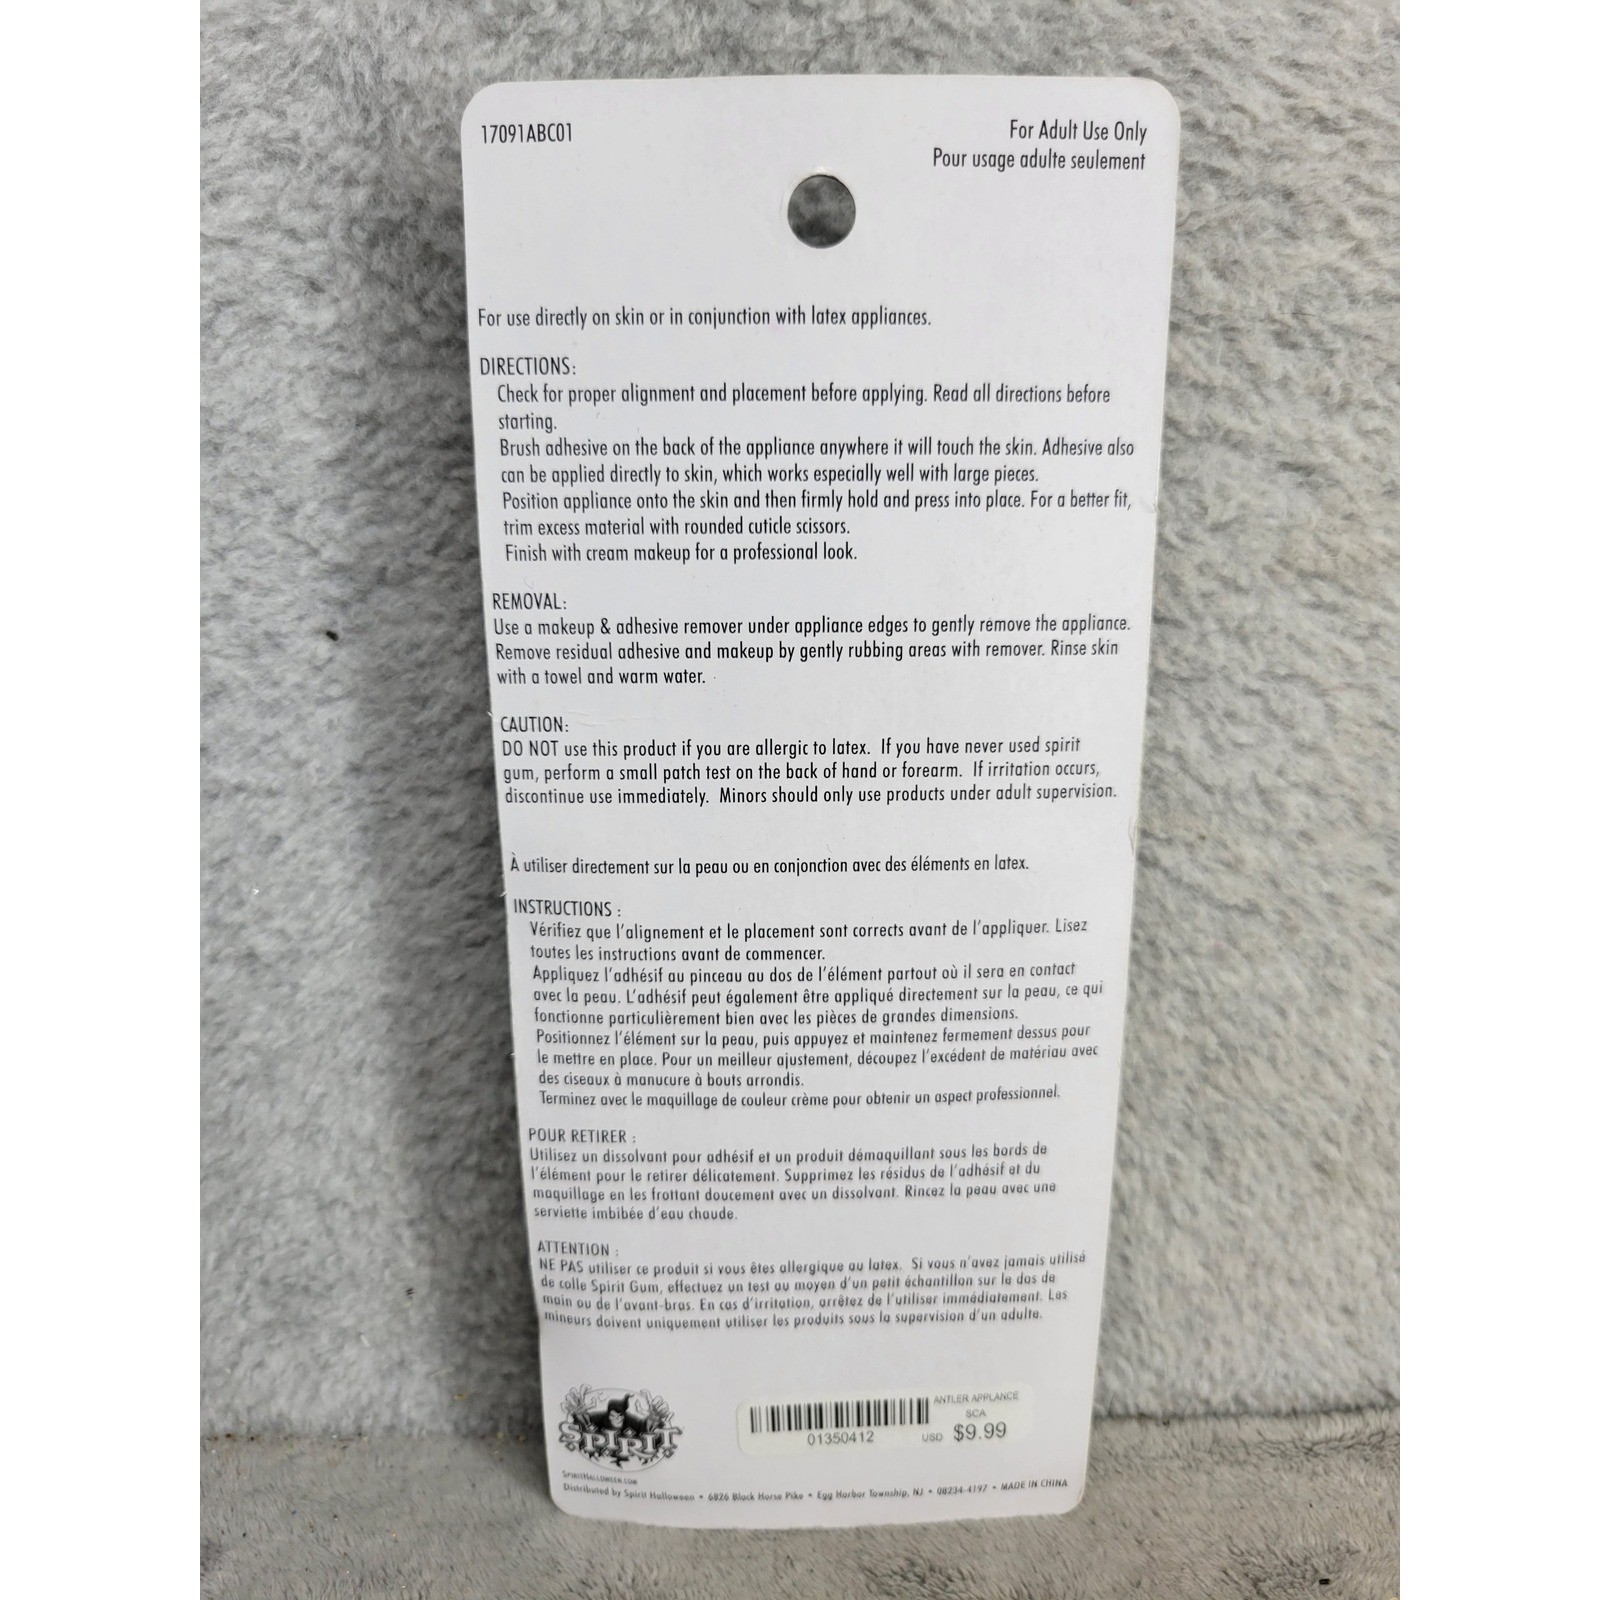 17091ABC01
For Adult Use Only
Pour usage adulte seulement
For use directly on skin or in conjunction with latex appliances.
DIRECTIONS:
Check for proper alignment and placement before applying. Read all directions before
starting.
Brush adhesive on the back of the appliance anywhere it will touch the skin. Adhesive also
can be applied directly to skin, which works especially well with large pieces.
Position appliance onto the skin and then firmly hold and press into place. For a better fit,
trim excess material with rounded cuticle scissors.
Finish with cream makeup for a professional look.
REMOVAL:
Use a makeup & adhesive remover under appliance edges to gently remove the appliance.
Remove residual adhesive and makeup by gently rubbing areas with remover. Rinse skin
with a towel and warm water.
CAUTION:
DO NOT use this product if you are allergic to latex. If you have never used spirit
gum, perform a small patch test on the back of hand or forearm. If irritation occurs,
discontinue use immediately. Minors should only use products under adult supervision.
À utiliser directement sur la peau ou en conjonction avec des éléments en latex.
INSTRUCTIONS :
Vérifiez que l'alignement et le placement sont corrects avant de l'appliquer. Lisez
toutes les instructions avant de commencer.
Appliquez l'adhésif au pinceau au dos de l'élément partout où il sera en contact
avec la peau. L'adhésif peut également être appliqué directement sur la peau, ce qui
fonctionne particulièrement bien avec les pièces de grandes dimensions.
Positionnez l'élément sur la peau, puis appuyez et maintenez fermement dessus pour
le mettre en place. Pour un meilleur ajustement, découpez l'excédent de matériau avec
des ciseaux à manucure à bouts arrondis.
Terminez avec le maquillage de couleur crème pour obtenir un aspect professionnel.
POUR RETIRER :
Utilisez un dissolvant pour adhésif et un produit démaquillant sous les bords de
l'élément pour le retirer délicatement. Supprimez les résidus de l'adhésif et du
maquillage en les frottant doucement avec un dissolvant. Rincez la peau avec une
serviette imbibée d'eau chaude.
ATTENTION :
NE PAS utiliser ce produit si vous êtes allergique au latex. Si vous n'avez jamais utilisé
de colle Spirit Gum, effectuez un test au moyen d'un petit échantillon sur le dos de
main ou de l'avant-bras. En cas d'irritation, arrêtez de l'utiliser immédiatement. Les
mineurs doivent uniquement utiliser les produits sous la supervision d'un adulte.
SPIRIT
ANTLER APPLANCE
SCA
01350412
USD $9.99
SPIRITHALLOWEEN.COM
Distributed by Spirit Halloween • 6826 Black Horse Pike • Egg Harbor Township, NJ • 08234-4197 • MADE IN CHINA